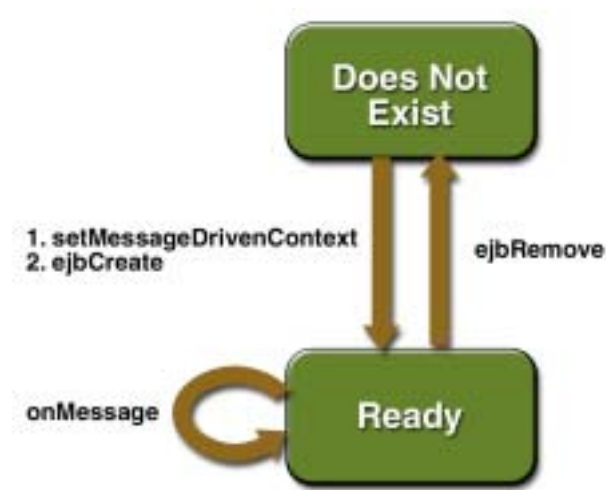 Does Not
Exist
1. setMessageDrivenContext
2. ejbCreate
ejbRemove
onMessage
Ready